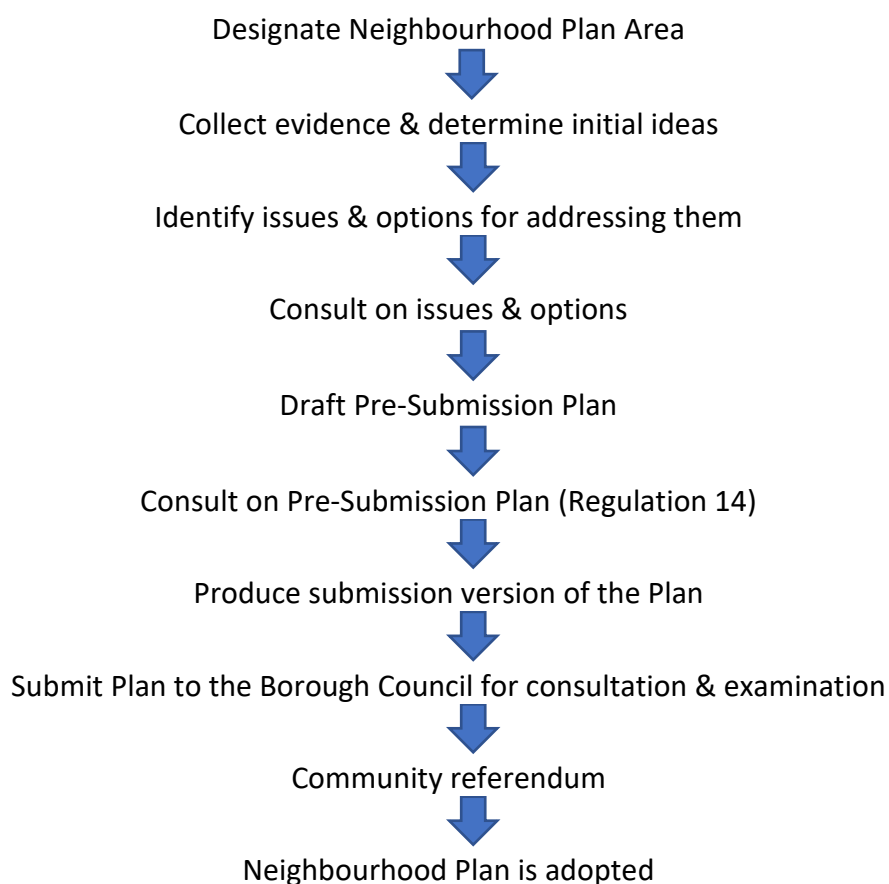 Designate Neighbourhood Plan Area
Collect evidence & determine initial ideas
Identify issues & options for addressing them
Consult on issues & options
Draft Pre-Submission Plan
Consult on Pre-Submission Plan (Regulation 14)
Produce submission version of the Plan
Submit Plan to the Borough Council for consultation & examination
Community referendum
Neighbourhood Plan is adopted